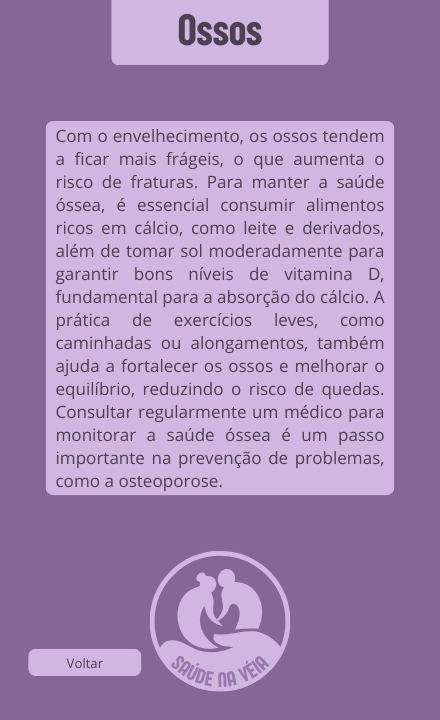 Ossos
Com o envelhecimento, os ossos tendem
a ficar mais frágeis, o que aumenta o
risco de fraturas. Para manter a saúde
óssea, é essencial consumir alimentos
ricos em cálcio, como leite e derivados,
além de tomar sol moderadamente para
garantir bons níveis de vitamina D,
fundamental para a absorção do cálcio. A
prática de exercícios leves, como
caminhadas ou alongamentos, também
ajuda a fortalecer os ossos e melhorar o
equilíbrio, reduzindo o risco de quedas.
Consultar regularmente um médico para
monitorar a saúde óssea é um passo
importante na prevenção de problemas,
como a osteoporose.
SAÚDE NA VÉIA
Voltar